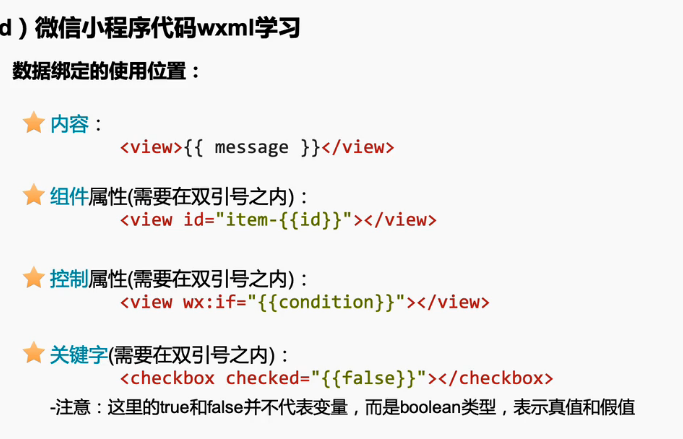 d）微信小程序代码wxml学习
数据绑定的使用位置：
内容：
<view>{{ message }}</view>
组件属性(需要在双引号之内)：
<view id="item-{{id}}"></view>
控制属性(需要在双引号之内)：
<view wx:if="{{condition}}"></view>
关键字(需要在双引号之内)：
<checkbox checked="{{false}}"></checkbox>
-注意：这里的true和false并不代表变量，而是boolean类型，表示真值和假值